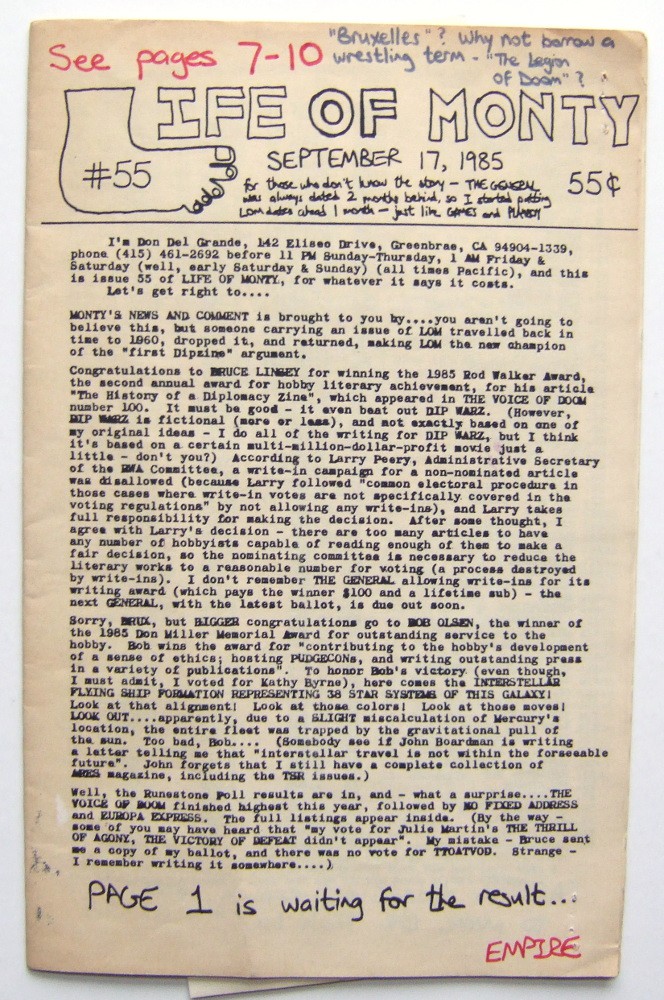 See pages 7-10
"Bruxelles"? Why not borrow a
wrestling term - "The Legion
of Doom"?
LIFE OF MONTY
#55
SEPTEMBER 17, 1985
55¢
for those who don't know the story - THE GENERAL
was always dated 2 months behind, so I started putting
LOM dates ahead 1 month - just like GAMES and PLAYBOY
I'm Don Del Grande, 142 Eliseo Drive, Greenbrae, CA 94904-1339,
phone (415) 461-2692 before 11 PM Sunday-Thursday, 1 AM Friday &
Saturday (well, early Saturday & Sunday) (all times Pacific), and this
is issue 55 of LIFE OF MONTY, for whatever it says it costs.
Let's get right to....
MONTY'S NEWS AND COMMENT is brought to you by....you aren't going to
believe this, but someone carrying an issue of LOM travelled back in
time to 1960, dropped it, and returned, making LOM the new champion
of the "first Dipzine" argument.
Congratulations to BRUCE LINSEY for winning the 1985 Rod Walker Award,
the second annual award for hobby literary achievement, for his article
"The History of a Diplomacy Zine", which appeared in THE VOICE OF DOOM
number 100. It must be good - it even beat out DIP WARZ. (However,
DIP WARZ is fictional (more or less), and not exactly based on one of
my original ideas - I do all of the writing for DIP WARZ, but I think
it's based on a certain multi-million-dollar-profit movie just a
little - don't you?) According to Larry Peery, Administrative Secretary
of the RWA Committee, a write-in campaign for a non-nominated article
was disallowed (because Larry followed "common electoral procedure in
those cases where write-in votes are not specifically covered in the
voting regulations" by not allowing any write-ins), and Larry takes
full responsibility for making the decision. After some thought, I
agree with Larry's decision - there are too many articles to have
any number of hobbyists capable of reading enough of them to make a
fair decision, so the nominating committee is necessary to reduce the
literary works to a reasonable number for voting (a process destroyed
by write-ins). I don't remember THE GENERAL allowing write-ins for its
writing award (which pays the winner $100 and a lifetime sub) - the
next GENERAL, with the latest ballot, is due out soon.
Sorry, BRUX, but BIGGER congratulations go to BOB OLSEN, the winner of
the 1985 Don Miller Memorial Award for outstanding service to the
hobby. Bob wins the award for "contributing to the hobby's development
of a sense of ethics; hosting PUDGECONs, and writing outstanding press
in a variety of publications". To honor Bob's victory (even though,
I must admit, I voted for Kathy Byrne), here comes the INTERSTELLAR
FLYING SHIP FORMATION REPRESENTING 38 STAR SYSTEMS OF THIS GALAXY!
Look at that alignment! Look at those colors! Look at those moves!
LOOK OUT....apparently, due to a SLIGHT miscalculation of Mercury's
location, the entire fleet was trapped by the gravitational pull of
the sun. Too bad, Bob.... (Somebody see if John Boardman is writing
a letter telling me that "interstellar travel is not within the forseeable
future". John forgets that I still have a complete collection of
ARES magazine, including the TSR issues.)
Well, the Runestone Poll results are in, and - what a surprise....THE
VOICE OF DOOM finished highest this year, followed by NO FIXED ADDRESS
and EUROPA EXPRESS. The full listings appear inside. (By the way -
some of you may have heard that "my vote for Julie Martin's THE THRILL
OF AGONY, THE VICTORY OF DEFEAT didn't appear". My mistake - Bruce sent
me a copy of my ballot, and there was no vote for TTOATVOD. Strange -
I remember writing it somewhere....)
PAGE 1 is waiting for the result...
EMPIRE